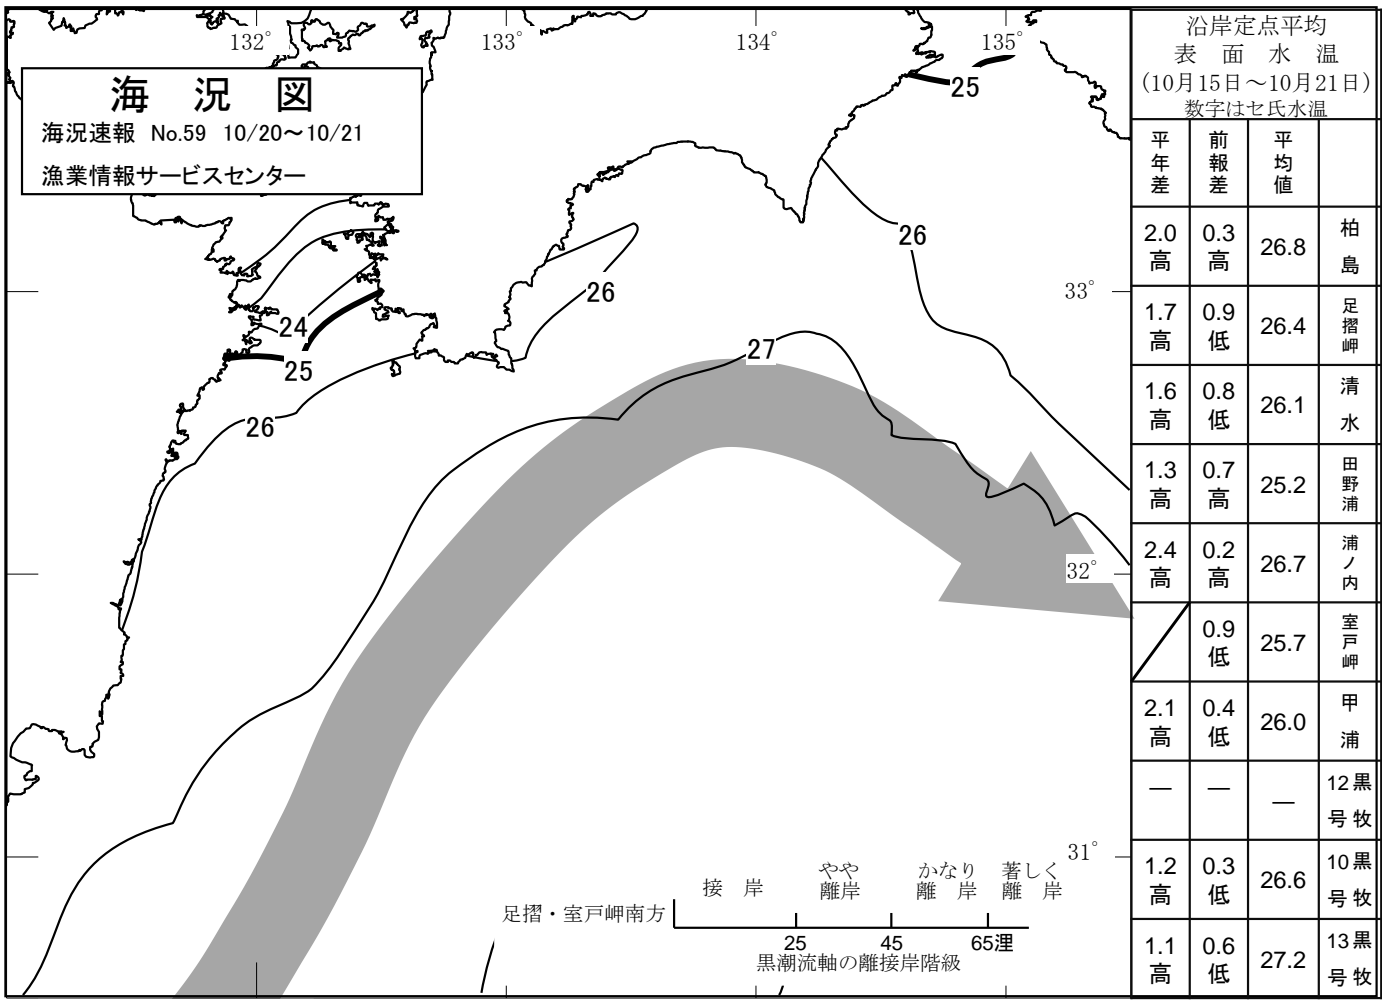 132°
133°
134°
135°
海 況 図
海況速報 No.59 10/20～10/21
漁業情報サービスセンター
25
26
26
33°
24
25
26
27
32°
31°
接 岸
やや
離岸
かなり
離 岸
著しく
離 岸
足摺・室戸岬南方
25
45
65浬
黒潮流軸の離接岸階級
沿岸定点平均
表 面 水 温
(10月15日～10月21日)
数字はセ氏水温
平年差 前報差 平均値
2.0高 0.3高 26.8 柏島
1.7高 0.9低 26.4 足摺岬
1.6高 0.8低 26.1 清水
1.3高 0.7高 25.2 田野浦
2.4高 0.2高 26.7 浦ノ内
0.9低 25.7 室戸岬
2.1高 0.4低 26.0 甲浦
― ― ― 黒牧12号
1.2高 0.3低 26.6 黒牧10号
1.1高 0.6低 27.2 黒牧13号